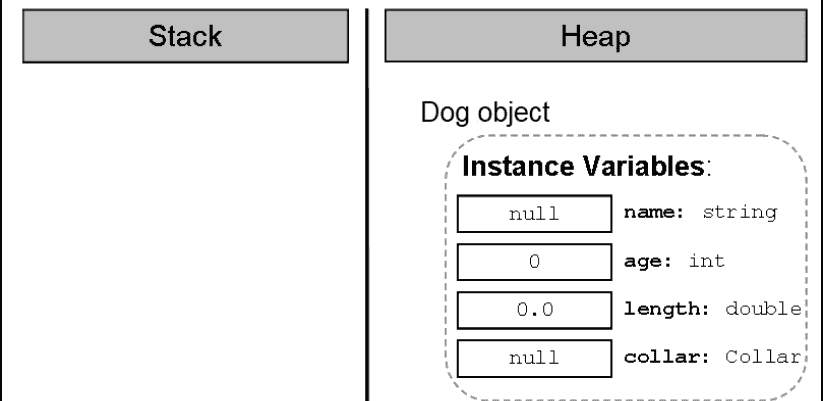 Stack
Heap
Dog object
Instance Variables:
null name: string
0 age: int
0.0 length: double
null collar: Collar